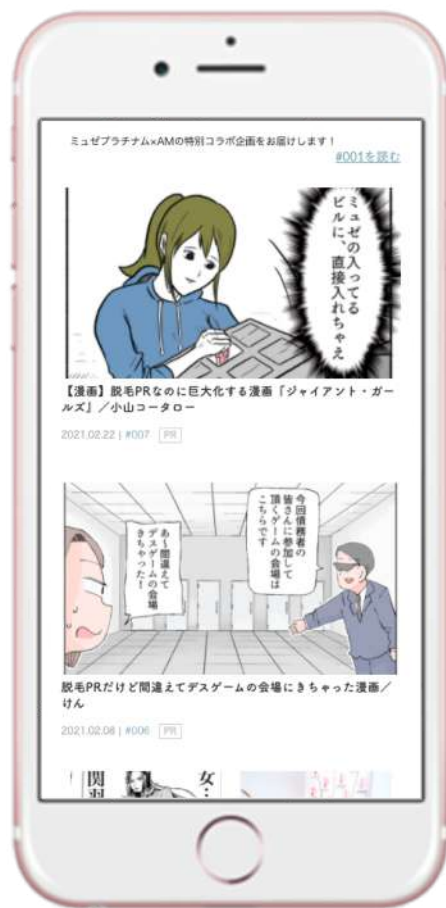 ミュゼプラチナム×AMの特別コラボ企画をお届けします！
#001を読む
ミュゼの入ってる
ビルに、直接入れちゃえ
【漫画】脱毛PRなのに巨大化する漫画「ジャイアント・ガー
ルズ」／小山コータロー
2021.02.22 | #007 PR
今回債務者の
皆さんに参加して
頂くゲームの会場は
こちらです
あ〜間違えて
デスゲームの会場
きちゃった！
脱毛PRだけど間違えてデスゲームの会場にきちゃった漫画／
けん
2021.02.08 | #006 PR
女…